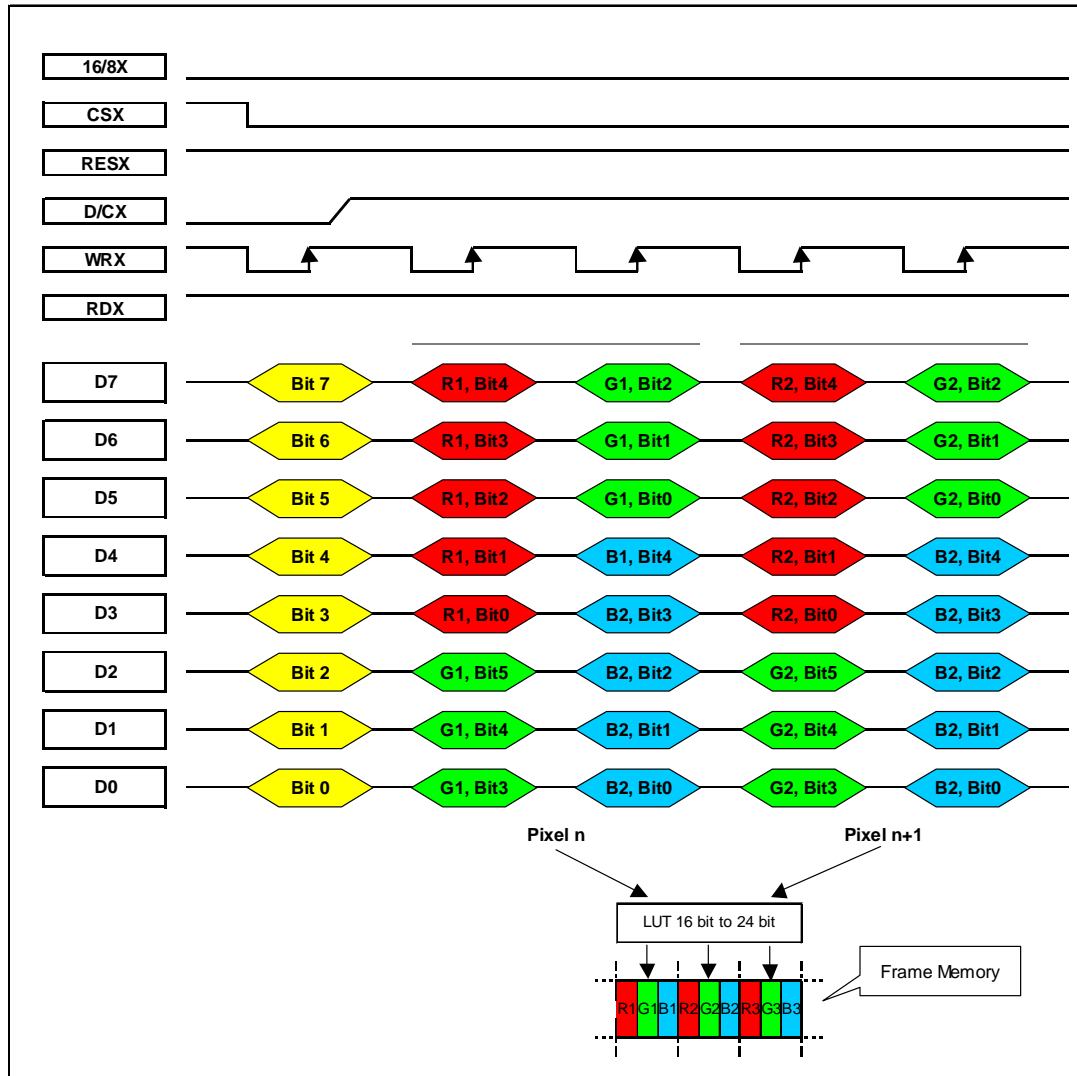 16/8X
CSX
RESX
D/CX
WRX
RDX
D7 Bit 7 R1, Bit4 G1, Bit2 R2, Bit4 G2, Bit2
D6 Bit 6 R1, Bit3 G1, Bit1 R2, Bit3 G2, Bit1
D5 Bit 5 R1, Bit2 G1, Bit0 R2, Bit2 G2, Bit0
D4 Bit 4 R1, Bit1 B1, Bit4 R2, Bit1 B2, Bit4
D3 Bit 3 R1, Bit0 B2, Bit3 R2, Bit0 B2, Bit3
D2 Bit 2 G1, Bit5 B2, Bit2 G2, Bit5 B2, Bit2
D1 Bit 1 G1, Bit4 B2, Bit1 G2, Bit4 B2, Bit1
D0 Bit 0 G1, Bit3 B2, Bit0 G2, Bit3 B2, Bit0
Pixel n Pixel n+1
LUT 16 bit to 24 bit
Frame Memory
R1 G1 B1 R2 G2 B2 R3 G3 B3